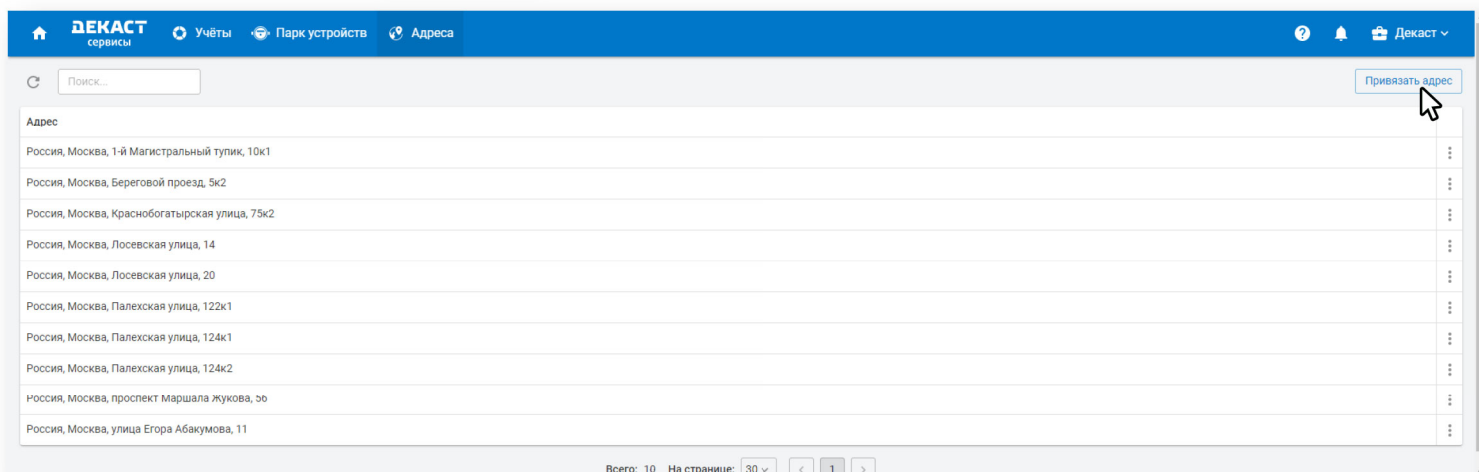 ДЕКАСТ
сервисы
Учёты Парк устройств Адреса ? Декаст
Поиск... Привязать адрес
Адрес
Россия, Москва, 1-й Магистральный тупик, 10к1
Россия, Москва, Береговой проезд, 5к2
Россия, Москва, Краснобогатырская улица, 75к2
Россия, Москва, Лосевская улица, 14
Россия, Москва, Лосевская улица, 20
Россия, Москва, Палехская улица, 122к1
Россия, Москва, Палехская улица, 124к1
Россия, Москва, Палехская улица, 124к2
Россия, Москва, проспект Маршала Жукова,
Россия, Москва, улица Егора Абакумова, 11
Всего: 10 На странице: 30 < 1 >